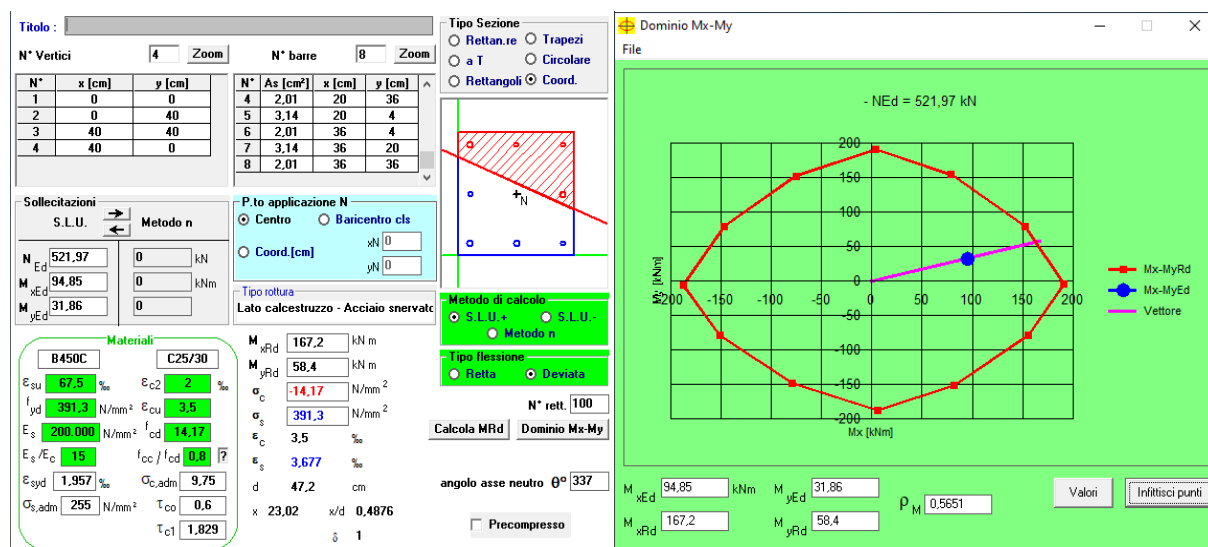 Titolo :
N° Vertici 4 Zoom N° barre 8 Zoom
N° x [cm] y [cm]
1 0 0
2 0 40
3 40 40
4 40 0
N° As [cm²] x [cm] y [cm]
4 2,01 20 36
5 3,14 20 4
6 2,01 36 4
7 3,14 36 20
8 2,01 36 36
Tipo Sezione
Rettan.re Trapezi
a T Circolare
Rettangoli Coord.
N
Sollecitazioni
S.L.U. Metodo n
N Ed 521,97 0 kN
M xEd 94,85 0 kNm
M yEd 31,86 0
P.to applicazione N
Centro Baricentro cls
Coord.[cm] xN 0
yN 0
Tipo rottura
Lato calcestruzzo - Acciaio snervato
Metodo di calcolo
S.L.U.+ S.L.U.-
Metodo n
Tipo flessione
Retta Deviata
N° rett. 100
Calcola MRd Dominio Mx-My
angolo asse neutro θ° 337
Precompresso
Materiali
B450C C25/30
εsu 67,5 ‰ εc2 2 ‰
fyd 391,3 N/mm² εcu 3,5
Es 200.000 N/mm² fcd 14,17
Es/Ec 15 fcc / fcd 0,8 ?
εsyd 1,957 ‰ σc,adm 9,75
σs,adm 255 N/mm² τco 0,6
τc1 1,829
M xRd 167,2 kN m
M yRd 58,4 kN m
σc -14,17 N/mm²
σs 391,3 N/mm²
εc 3,5 ‰
εs 3,677 ‰
d 47,2 cm
x 23,02 x/d 0,4876
δ 1
Dominio Mx-My
File
- NEd = 521,97 kN
200
150
100
50
0
-50
-100
-150
-200
-200 -150 -100 -50 0 50 100 150 200
Mx [kNm]
Mx-MyRd
Mx-MyEd
Vettore
M xEd 94,85 kNm M yEd 31,86
M xRd 167,2 M yRd 58,4
ρ M 0,5651
Valori Infittisci punti